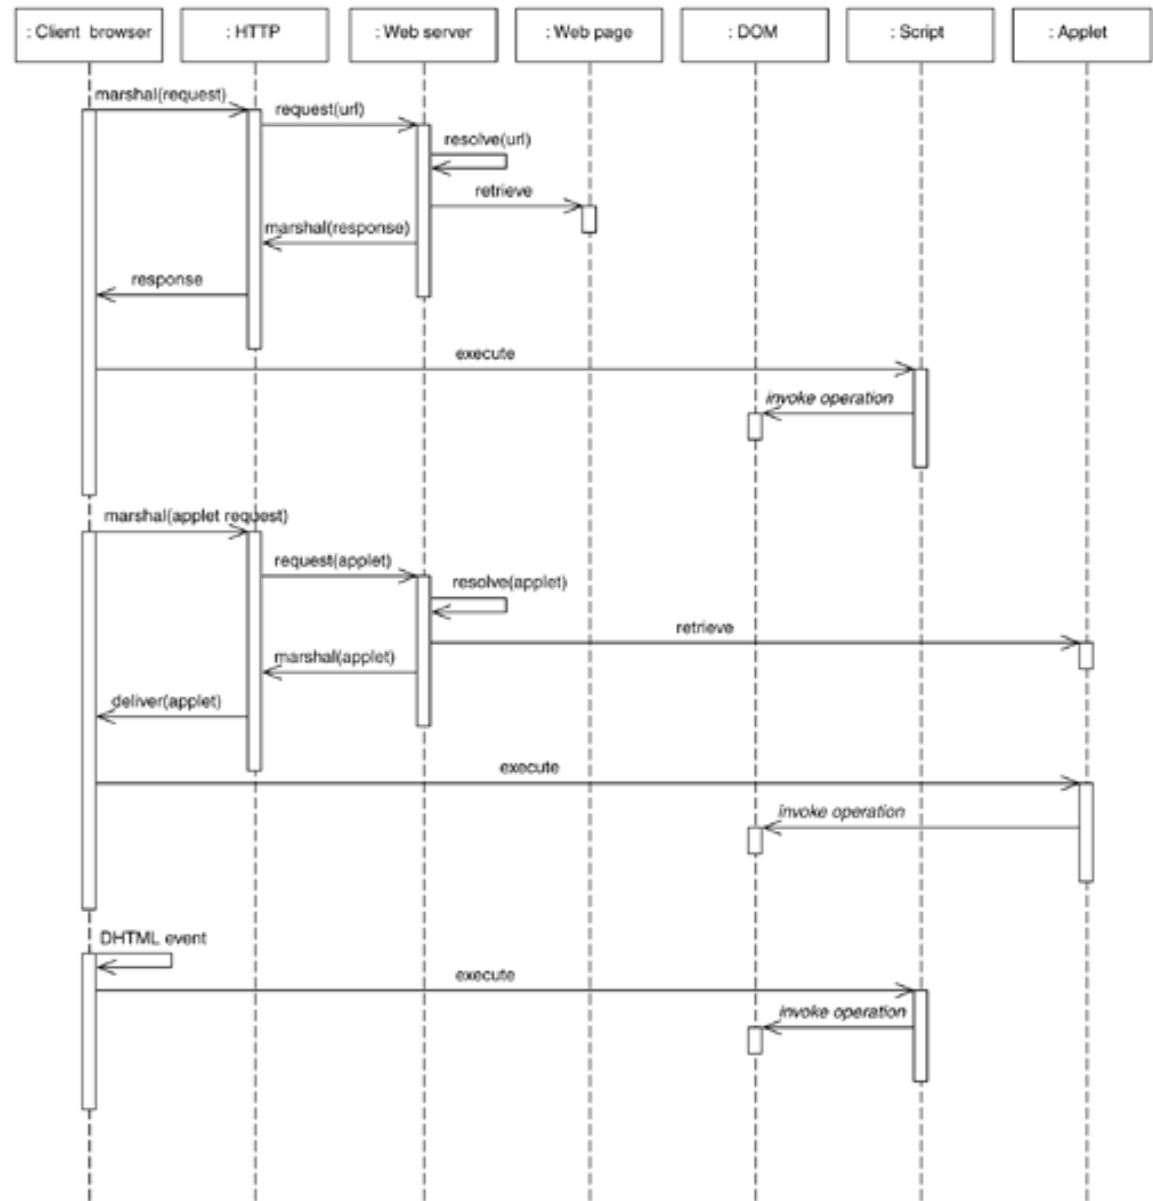 : Client browser
: HTTP
: Web server
: Web page
: DOM
: Script
: Applet
marshal(request)
request(url)
resolve(url)
retrieve
marshal(response)
response
execute
invoke operation
marshal(applet request)
request(applet)
resolve(applet)
retrieve
marshal(applet)
deliver(applet)
execute
invoke operation
DHTML event
execute
invoke operation